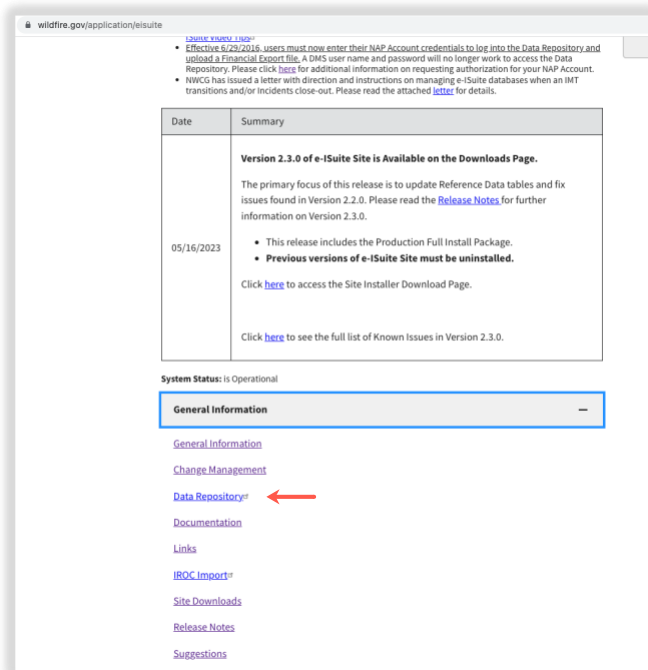 wildfire.gov/application/eisuite
iSuite Video Tips
Effective 6/29/2016, users must now enter their NAP Account credentials to log into the Data Repository and
upload a Financial Export file. A DMS user name and password will no longer work to access the Data
Repository. Please click here for additional information on requesting authorization for your NAP Account.
NWCG has issued a letter with direction and instructions on managing e-ISuite databases when an IMT
transitions and/or Incidents close-out. Please read the attached letter for details.
Date
Summary
05/16/2023
Version 2.3.0 of e-ISuite Site is Available on the Downloads Page.
The primary focus of this release is to update Reference Data tables and fix
issues found in Version 2.2.0. Please read the Release Notes for further
information on Version 2.3.0.
This release includes the Production Full Install Package.
Previous versions of e-ISuite Site must be uninstalled.
Click here to access the Site Installer Download Page.
Click here to see the full list of Known Issues in Version 2.3.0.
System Status: is Operational
General Information
General Information
Change Management
Data Repository
Documentation
Links
IROC Import
Site Downloads
Release Notes
Suggestions